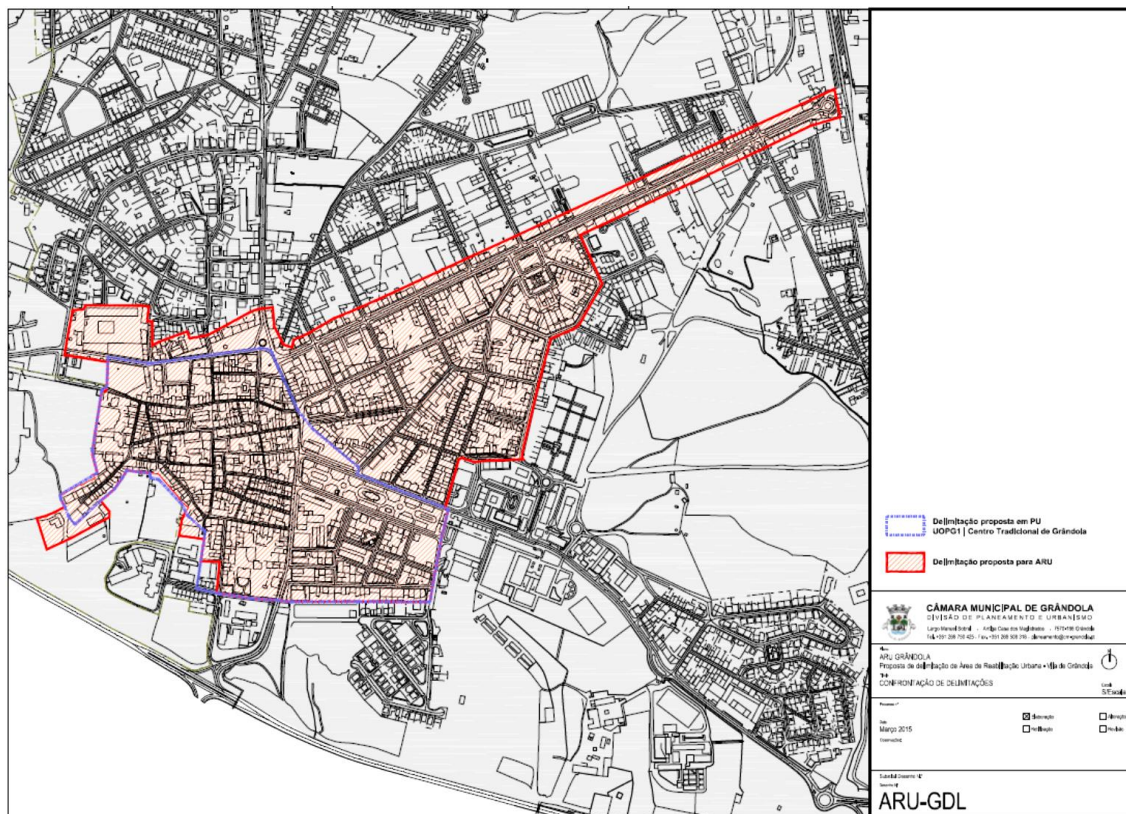 Delimitação proposta em PU
UOPG1 | Centro Tradicional de Grândola
Delimitação proposta para ARU
CÂMARA MUNICIPAL DE GRÂNDOLA
DIVISÃO DE PLANEAMENTO E URBANISMO
ARU GRÂNDOLA
Proposta de delimitação de Área de Reabilitação Urbana • Vila de Grândola
CONFRONTAÇÃO DE DELIMITAÇÕES
S/Escala
Março 2015
ARU-GDL